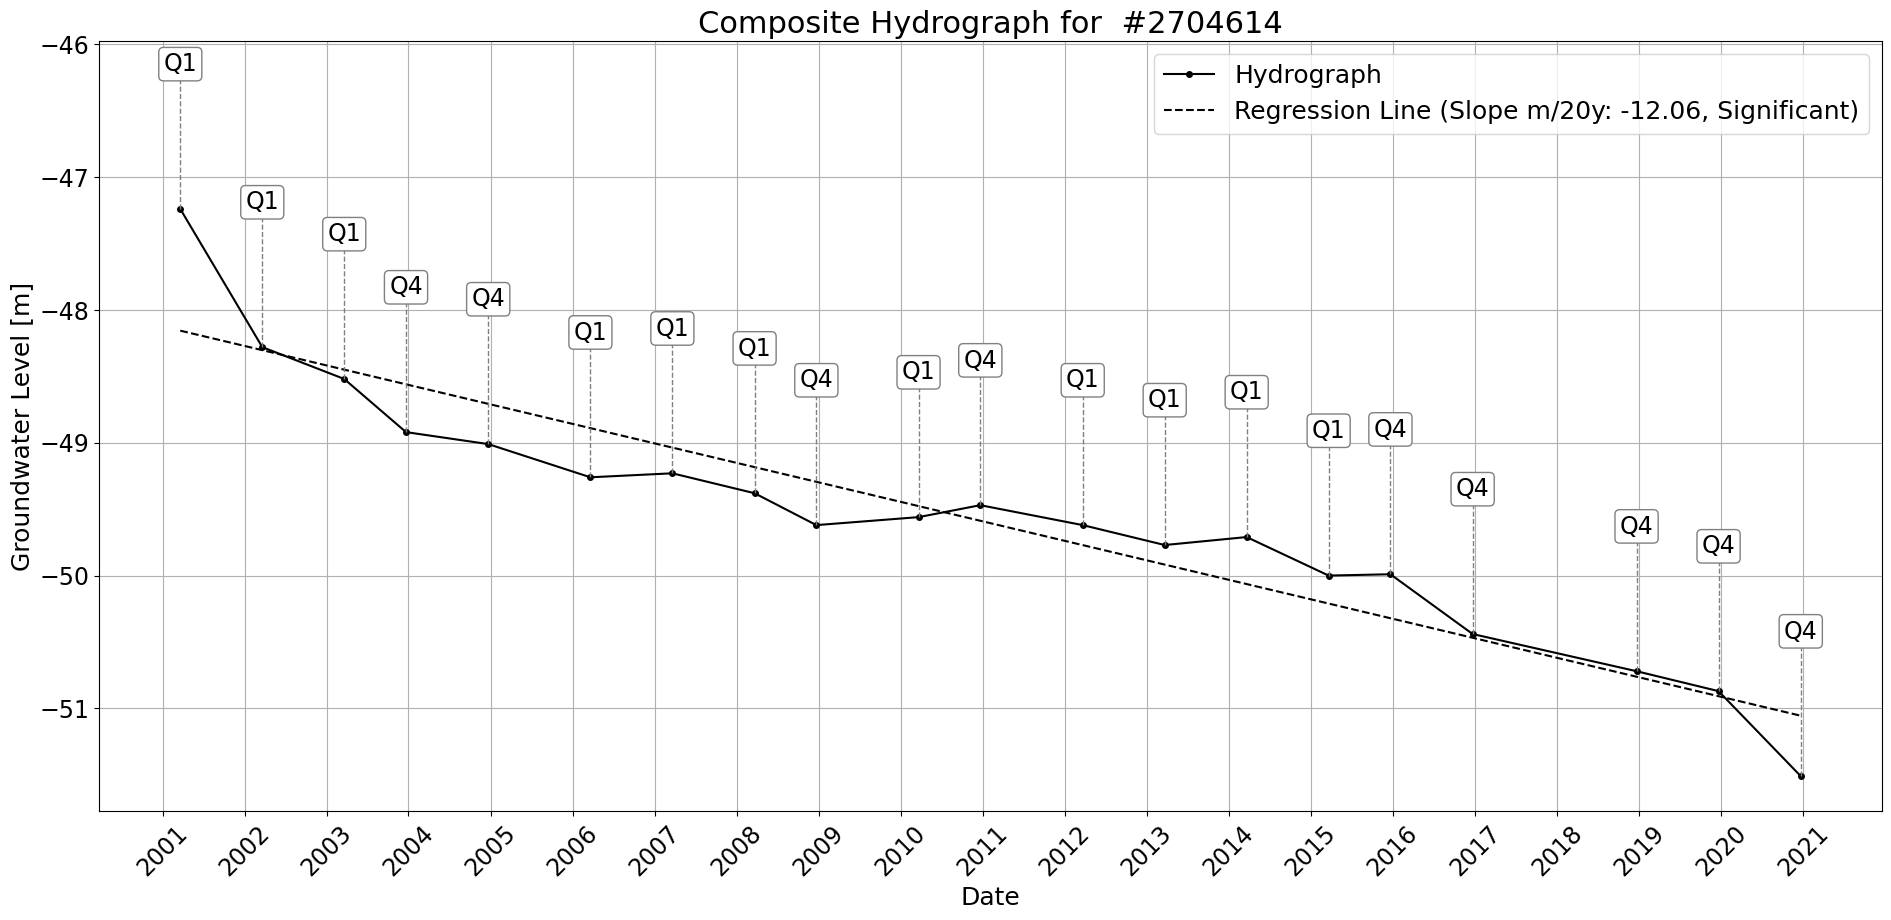 Composite Hydrograph for  #2704614
Hydrograph
Regression Line (Slope m/20y: -12.06, Significant)
Groundwater Level [m]
−46
−47
−48
−49
−50
−51
Q1
Q1
Q1
Q4
Q4
Q1
Q1
Q1
Q4
Q1
Q4
Q1
Q1
Q1
Q1
Q4
Q4
Q4
Q4
Q4
2001
2002
2003
2004
2005
2006
2007
2008
2009
2010
2011
2012
2013
2014
2015
2016
2017
2018
2019
2020
2021
Date